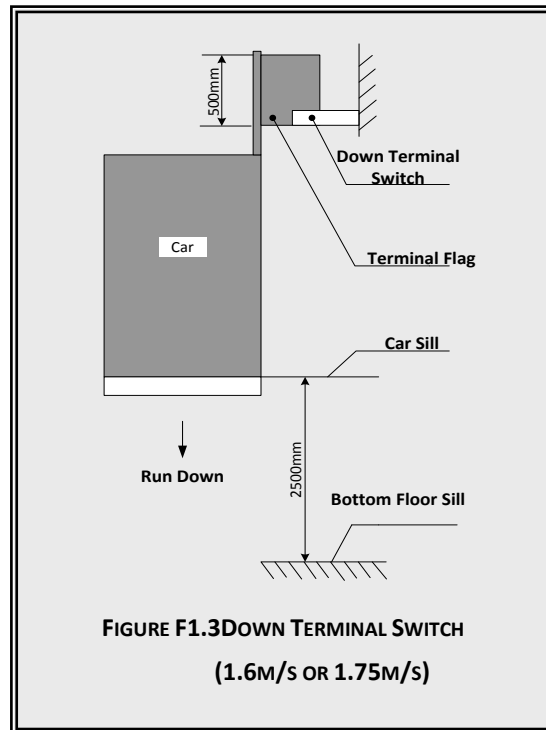 500mm
Down Terminal
Switch
Car
Terminal Flag
Car Sill
Run Down
2500mm
Bottom Floor Sill
FIGURE F1.3DOWN TERMINAL SWITCH
(1.6M/S OR 1.75M/S)